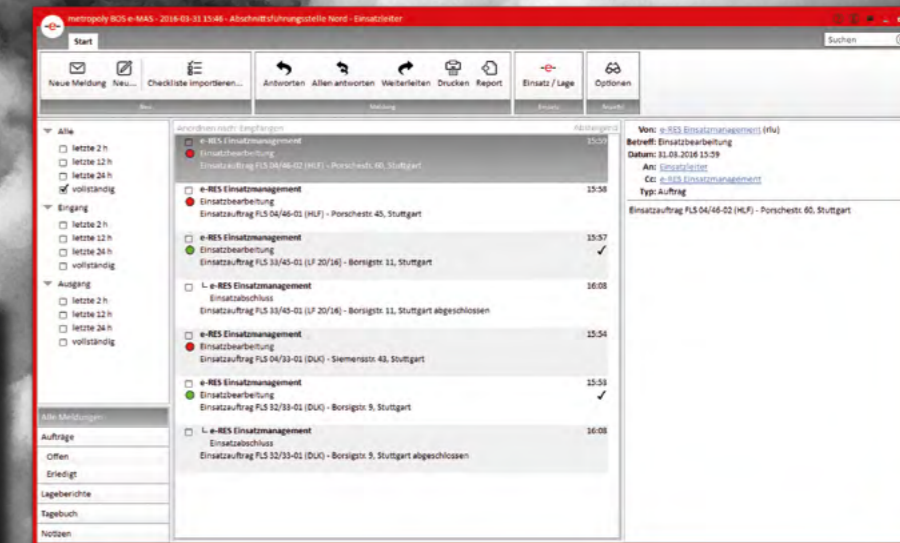 metropoly BOS e-MAS - 2016-03-31 15:46 - Abschnittsführungsstelle Nord - Einsatzleiter
-e-
Start
Suchen
Neue Meldung
Neu...
Checkliste importieren...
Antworten
Allen antworten
Weiterleiten
Drucken
Report
-e-
Einsatz / Lage
Optionen
Neu
Meldung
Einsatz
Ansicht
Alle
letzte 2 h
letzte 12 h
letzte 24 h
vollständig
Eingang
letzte 2 h
letzte 12 h
letzte 24 h
vollständig
Ausgang
letzte 2 h
letzte 12 h
letzte 24 h
vollständig
Alle Meldungen
Aufträge
Offen
Erledigt
Lageberichte
Tagebuch
Notizen
Anordnen nach: Empfangen Absteigend
e-RES Einsatzmanagement 15:59
Einsatzbearbeitung
Einsatzauftrag FLS 04/46-02 (HLF) - Porschestr. 60, Stuttgart
e-RES Einsatzmanagement 15:58
Einsatzbearbeitung
Einsatzauftrag FLS 04/46-01 (HLF) - Porschestr. 45, Stuttgart
e-RES Einsatzmanagement 15:57
Einsatzbearbeitung
Einsatzauftrag FLS 33/45-01 (LF 20/16) - Borsigstr. 11, Stuttgart
e-RES Einsatzmanagement 16:08
Einsatzabschluss
Einsatzauftrag FLS 33/45-01 (LF 20/16) - Borsigstr. 11, Stuttgart abgeschlossen
e-RES Einsatzmanagement 15:54
Einsatzbearbeitung
Einsatzauftrag FLS 04/33-01 (DLK) - Siemensstr. 43, Stuttgart
e-RES Einsatzmanagement 15:53
Einsatzbearbeitung
Einsatzauftrag FLS 32/33-01 (DLK) - Borsigstr. 9, Stuttgart
e-RES Einsatzmanagement 16:08
Einsatzabschluss
Einsatzauftrag FLS 32/33-01 (DLK) - Borsigstr. 9, Stuttgart abgeschlossen
Von: e-RES Einsatzmanagement (rlu)
Betreff: Einsatzbearbeitung
Datum: 31.03.2016 15:59
An: Einsatzleiter
Cc: e-RES Einsatzmanagement
Typ: Auftrag
Einsatzauftrag FLS 04/46-02 (HLF) - Porschestr. 60, Stuttgart